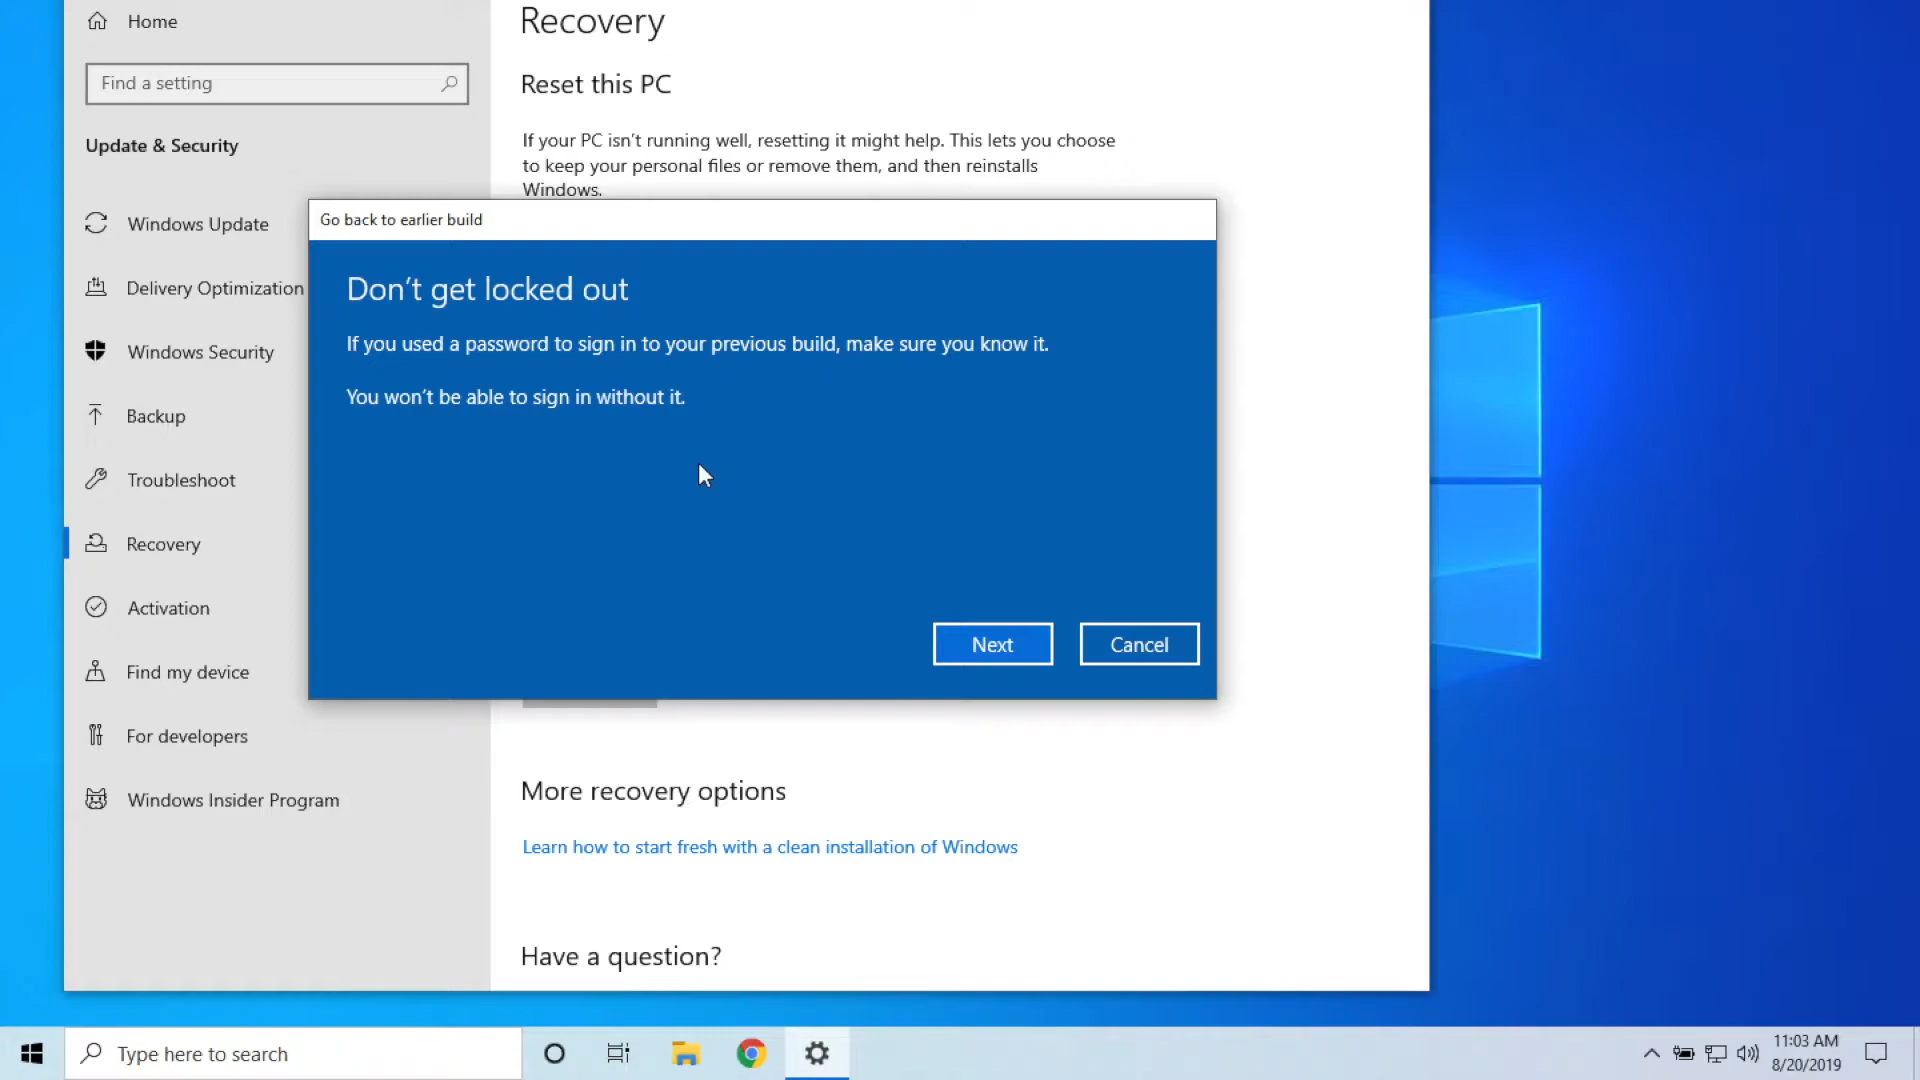 Home
Find a setting
Update & Security
Windows Update
Delivery Optimization
Windows Security
Backup
Troubleshoot
Recovery
Activation
Find my device
For developers
Windows Insider Program
Recovery
Reset this PC
If your PC isn't running well, resetting it might help. This lets you choose
to keep your personal files or remove them, and then reinstalls
Windows.
Go back to earlier build
Don't get locked out
If you used a password to sign in to your previous build, make sure you know it.
You won't be able to sign in without it.
Next
Cancel
More recovery options
Learn how to start fresh with a clean installation of Windows
Have a question?
Type here to search
11:03 AM
8/20/2019